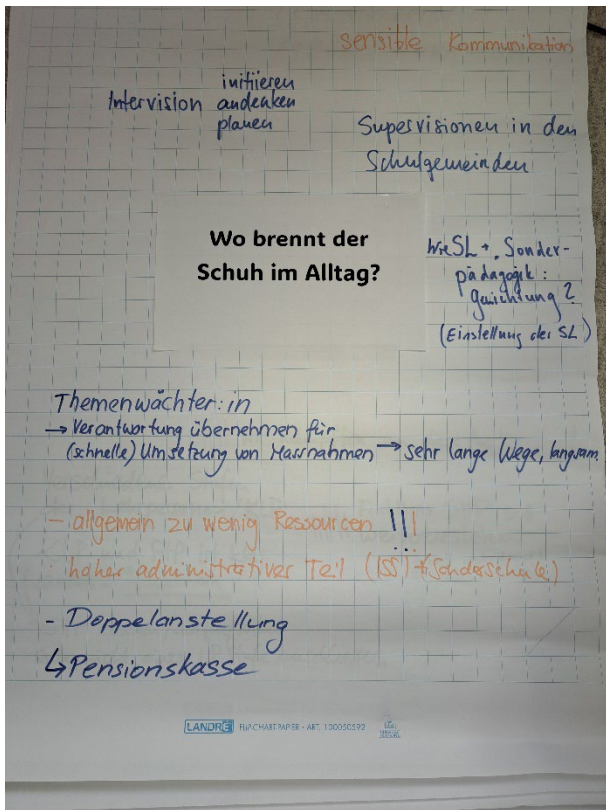 sensible Kommunikation
initiieren
Intervision andenken
planen
Supervisionen in den
Schulgemeinden
Wo brennt der
Schuh im Alltag?
Wie SL + Sonder-
pädagogik:
Gewichtung?
(Einstellung der SL)
Themenwächter:in
→ Verantwortung übernehmen für
(schnelle) Umsetzung von Massnahmen → sehr lange Wege, langsam.
- allgemein zu wenig Ressourcen !!!
hoher administrativer Teil (ISS) + (Sonderschule)
- Doppelanstellung
↳ Pensionskasse
LANDRÉ FLIPCHARTPAPIER - ART. 100050592